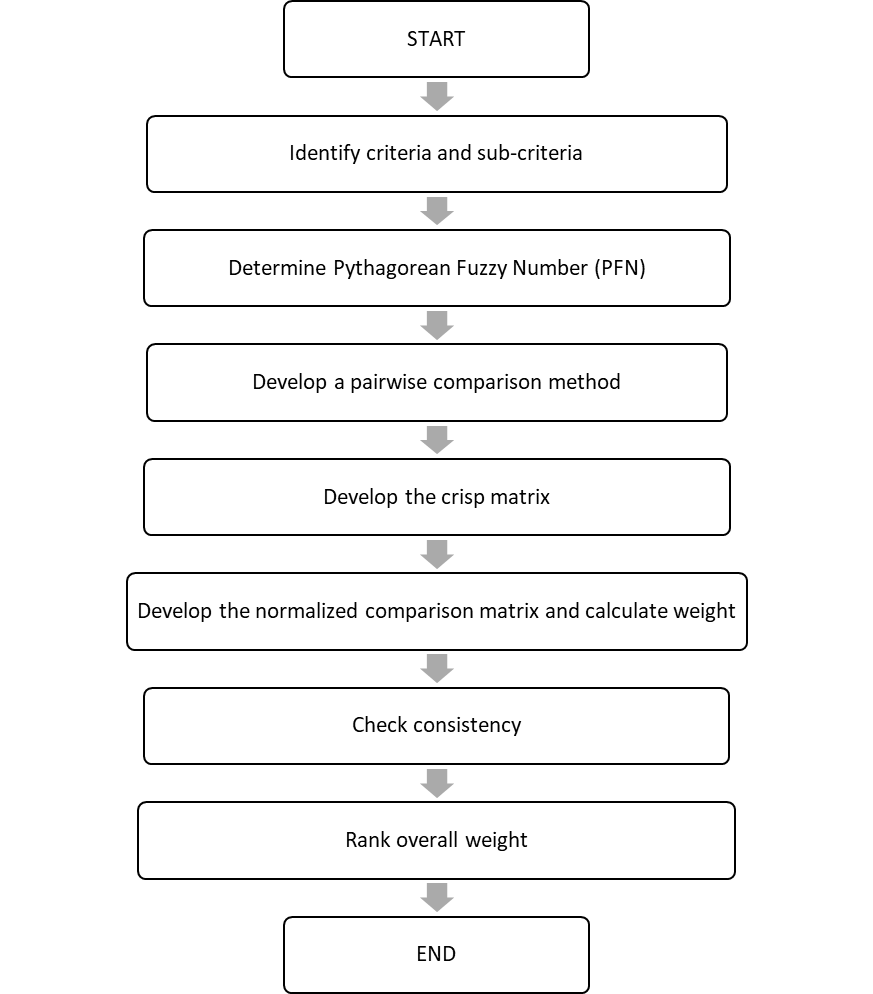 START
Identify criteria and sub-criteria
Determine Pythagorean Fuzzy Number (PFN)
Develop a pairwise comparison method
Develop the crisp matrix
Develop the normalized comparison matrix and calculate weight
Check consistency
Rank overall weight
END